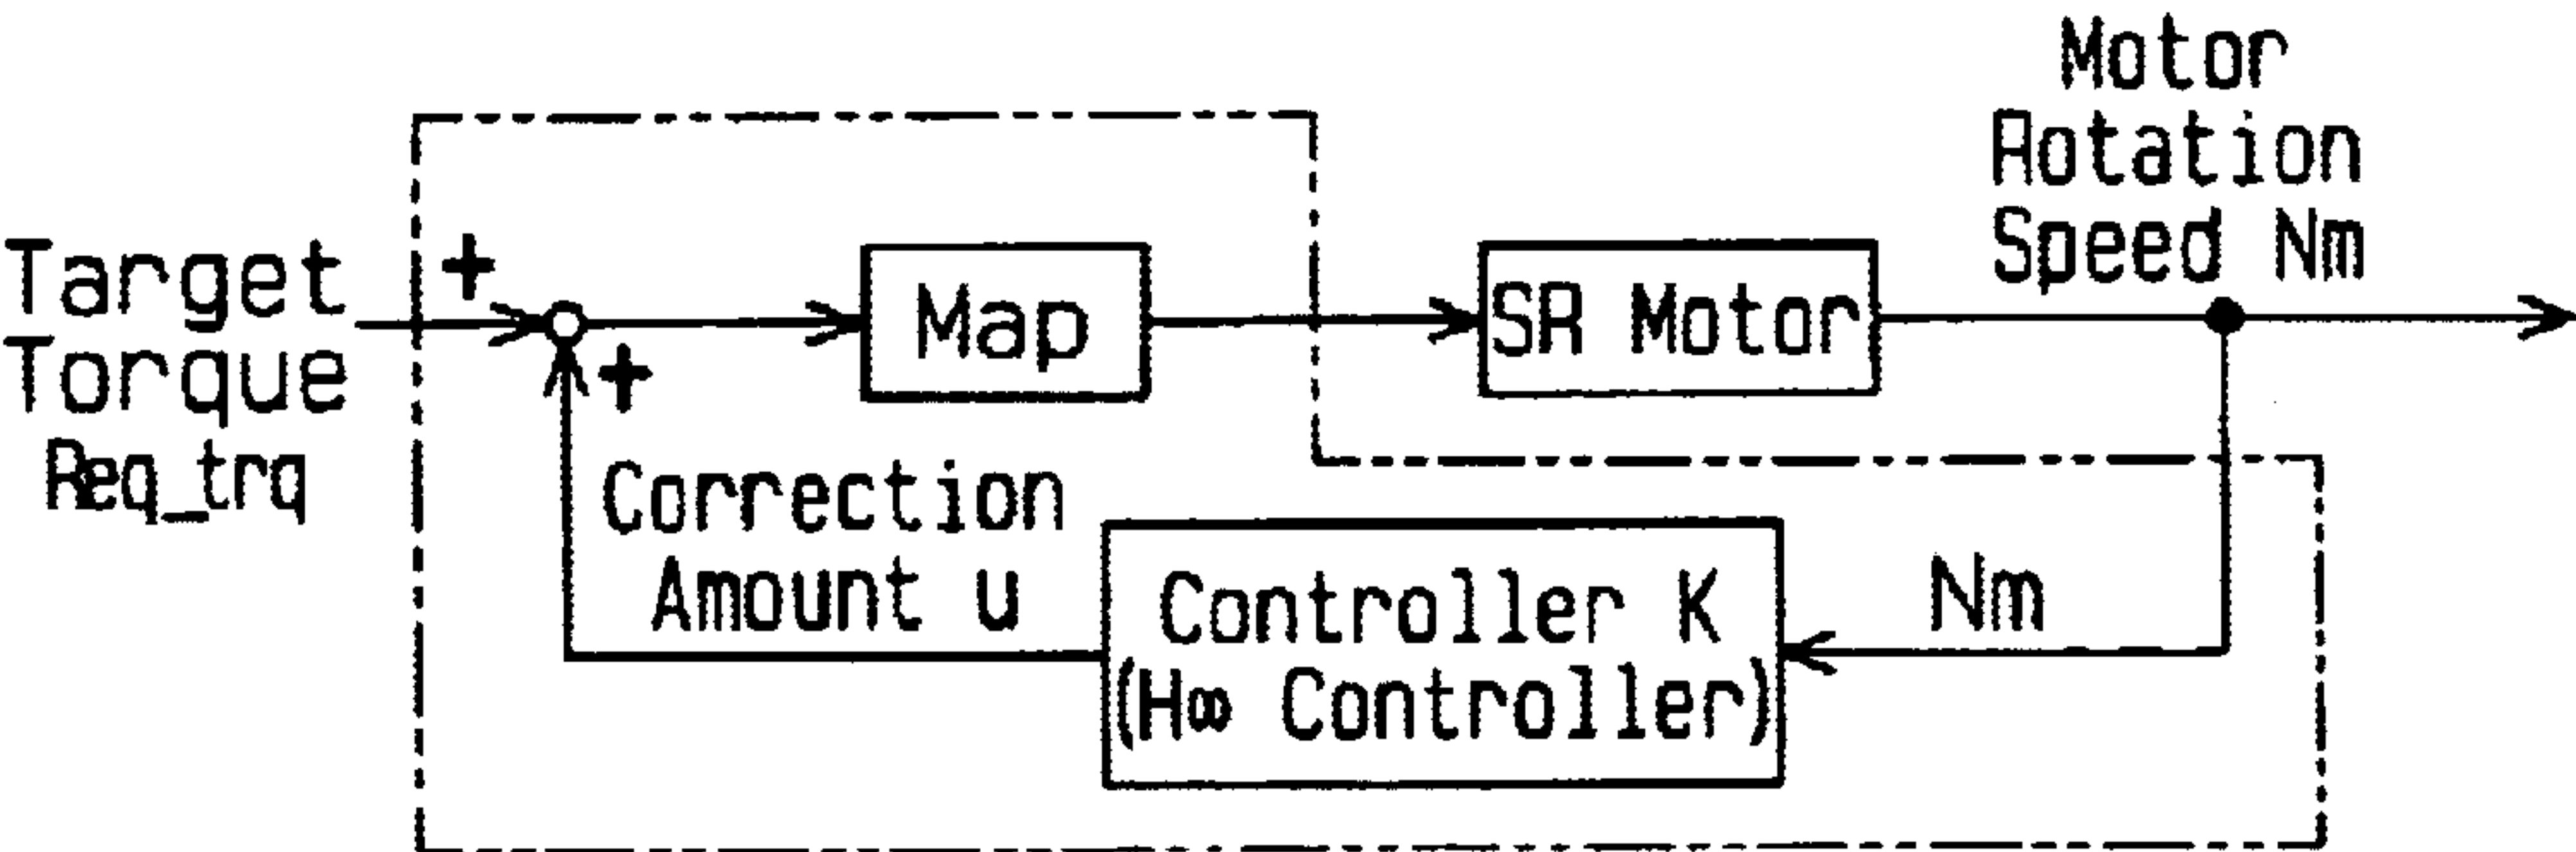 Motor
Rotation
Speed Nm
Target
Torque
Req_trq
+
+
Map
SR Motor
Correction
Amount u
Controller K
(H∞ Controller)
Nm